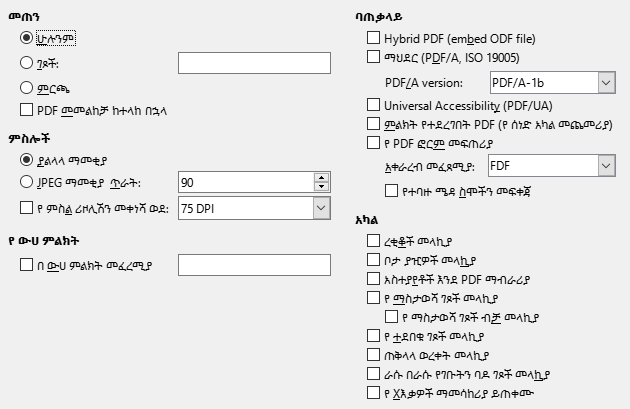 መጠን
ሁሉንም
ገጾች:
ምርጫ
PDF መመልከቻ ከተላከ በኋላ
ምስሎች
ያልላላ ማመቂያ
JPEG ማመቂያ ጥራት: 90
የ ምስል ሪዞሊሽን መቀነሻ ወደ: 75 DPI
የ ውሀ ምልክት
በ ውሀ ምልክት መፈረሚያ
ባጠቃላይ
Hybrid PDF (embed ODF file)
ማህደር (PDF/A, ISO 19005)
PDF/A version: PDF/A-1b
Universal Accessibility (PDF/UA)
ምልክት የተደረገበት PDF (የ ሰነድ አካል መጨመሪያ)
የ PDF ፎርም መፍጠሪያ
አቀራረብ መፈጸሚያ: FDF
የተባዙ ሜዳ ስሞችን መፍቀጃ
አካል
ረቂቆች መላኪያ
ቦታ ያዢዎች መላኪያ
አስተያየቶች እንደ PDF ማብራሪያ
የ ማስታወሻ ገጾች መላኪያ
የ ማስታወሻ ገጾች ብቻ መላኪያ
የ ተደበቁ ገጾች መላኪያ
ጠቅላላ ወረቀት መላኪያ
ራሱ በራሱ የገቡትን ባዶ ገጾች መላኪያ
የ Xእቃዎች ማመሳከሪያ ይጠቀሙ